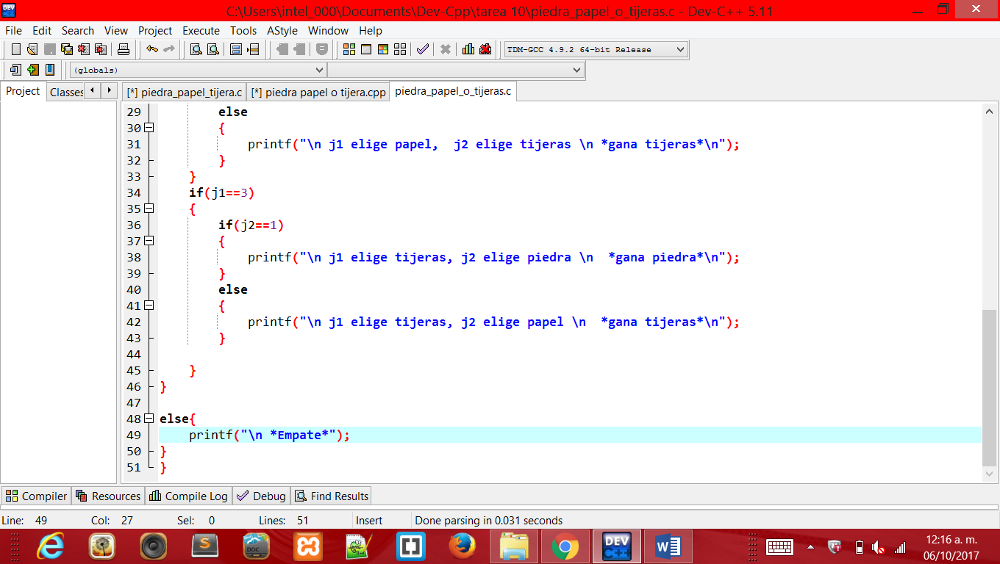 C:\Users\intel_000\Documents\Dev-Cpp\tarea 10\piedra_papel_o_tijeras.c - Dev-C++ 5.11
File Edit Search View Project Execute Tools AStyle Window Help
TDM-GCC 4.9.2 64-bit Release
(globals)
Project Classes [*] piedra_papel_tijera.c [*] piedra papel o tijera.cpp piedra_papel_o_tijeras.c
29 else
30 {
31 printf("\n j1 elige papel,  j2 elige tijeras \n *gana tijeras*\n");
32 }
33 }
34 if(j1==3)
35 {
36 if(j2==1)
37 {
38 printf("\n j1 elige tijeras, j2 elige piedra \n  *gana piedra*\n");
39 }
40 else
41 {
42 printf("\n j1 elige tijeras, j2 elige papel \n  *gana tijeras*\n");
43 }
44
45 }
46 }
47
48 else{
49 printf("\n *Empate*");
50 }
51 }
Compiler Resources Compile Log Debug Find Results
Line: 49 Col: 27 Sel: 0 Lines: 51 Insert Done parsing in 0.031 seconds
DEV C++
12:16 a. m.
06/10/2017